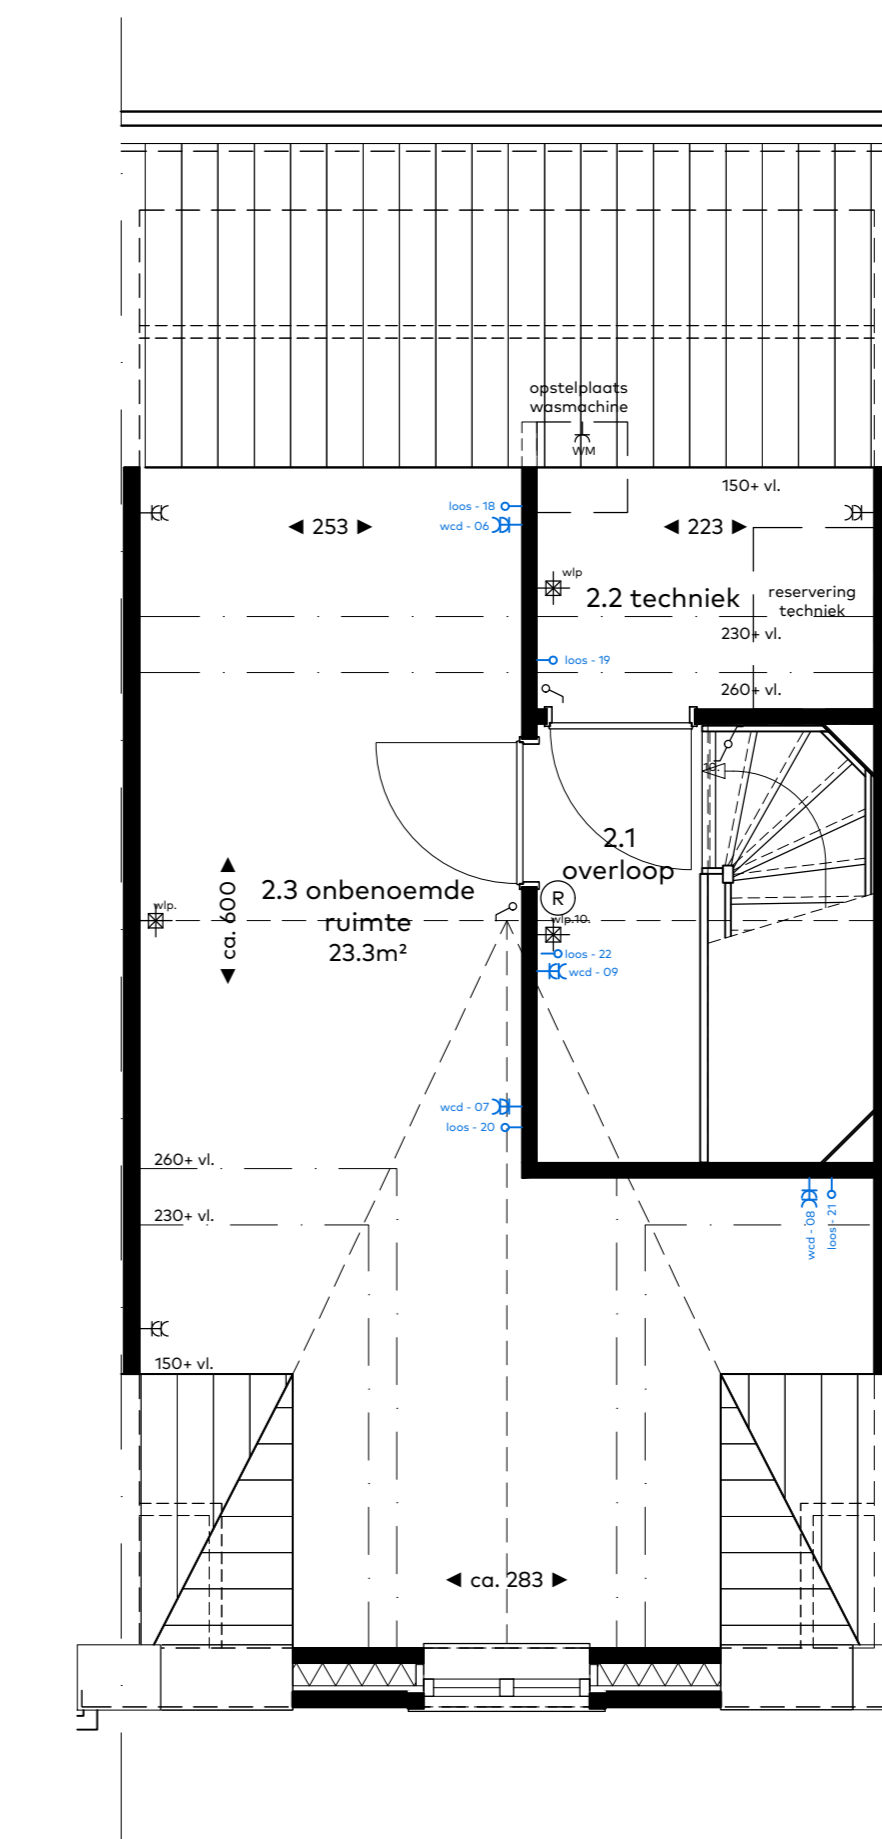 opstelplaats
wasmachine
WM
150+ vl.
loos - 18
wcd - 06
◄ 253 ►
◄ 223 ►
wlp
2.2 techniek
reservering
techniek
230+ vl.
loos - 19
260+ vl.
2.1
overloop
2.3 onbenoemde
ruimte
23.3m²
◄ ca. 600 ►
wlp.
R
wlp.10.
loos - 22
wcd - 09
wcd - 07
loos - 20
260+ vl.
230+ vl.
wcd - 08
loos - 21
150+ vl.
◄ ca. 283 ►